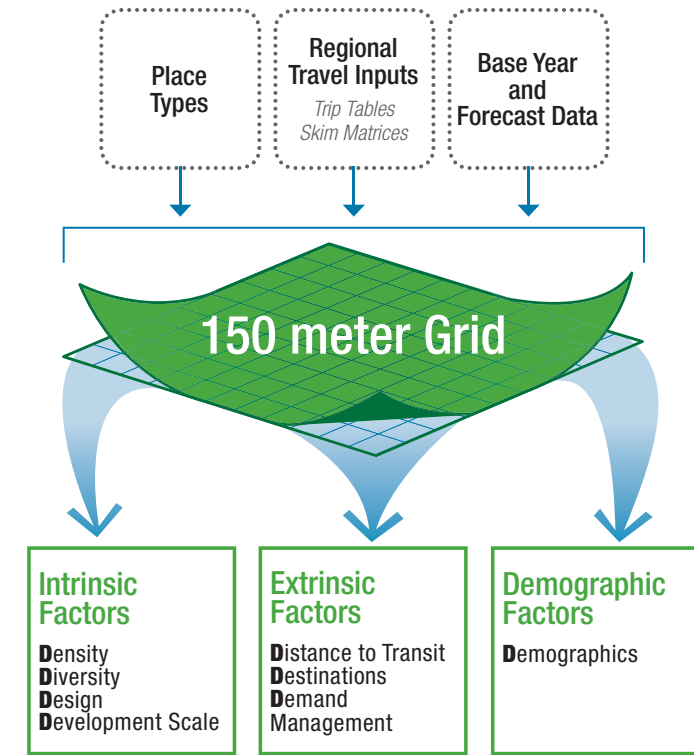 Place
Types
Regional
Travel Inputs
Trip Tables
Skim Matrices
Base Year
and
Forecast Data
150 meter Grid
Intrinsic
Factors
Density
Diversity
Design
Development Scale
Extrinsic
Factors
Distance to Transit
Destinations
Demand
Management
Demographic
Factors
Demographics